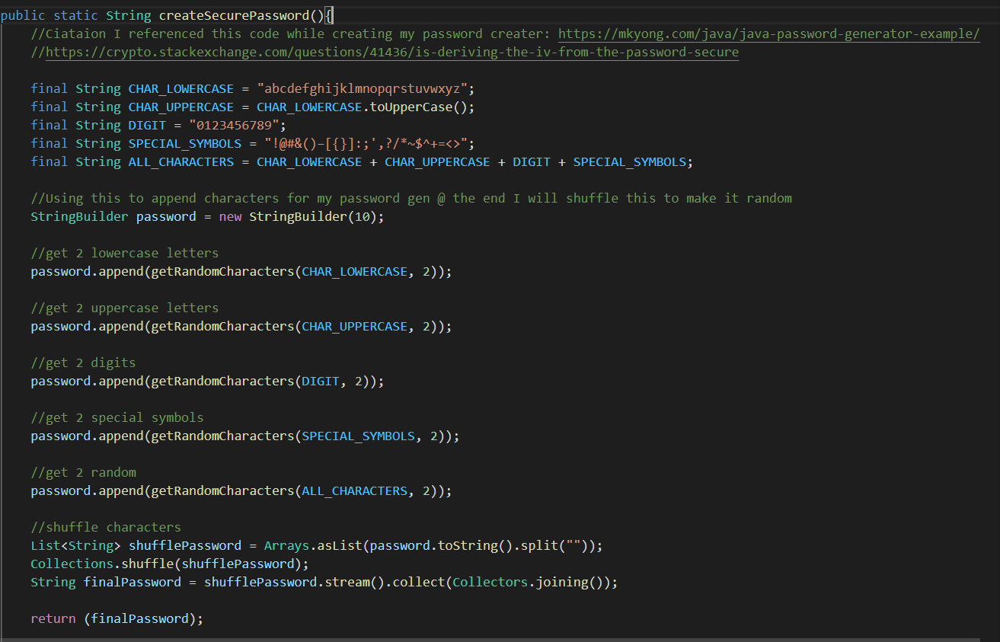 public static String createSecurePassword(){
//Ciataion I referenced this code while creating my password creater: https://mkyong.com/java/java-password-generator-example/
//https://crypto.stackexchange.com/questions/41436/is-deriving-the-iv-from-the-password-secure
final String CHAR_LOWERCASE = "abcdefghijklmnopqrstuvwxyz";
final String CHAR_UPPERCASE = CHAR_LOWERCASE.toUpperCase();
final String DIGIT = "0123456789";
final String SPECIAL_SYMBOLS = "!@#&()–[{}]:;',?/*~$^+=<>";
final String ALL_CHARACTERS = CHAR_LOWERCASE + CHAR_UPPERCASE + DIGIT + SPECIAL_SYMBOLS;
//Using this to append characters for my password gen @ the end I will shuffle this to make it random
StringBuilder password = new StringBuilder(10);
//get 2 lowercase letters
password.append(getRandomCharacters(CHAR_LOWERCASE, 2));
//get 2 uppercase letters
password.append(getRandomCharacters(CHAR_UPPERCASE, 2));
//get 2 digits
password.append(getRandomCharacters(DIGIT, 2));
//get 2 special symbols
password.append(getRandomCharacters(SPECIAL_SYMBOLS, 2));
//get 2 random
password.append(getRandomCharacters(ALL_CHARACTERS, 2));
//shuffle characters
List<String> shufflePassword = Arrays.asList(password.toString().split(""));
Collections.shuffle(shufflePassword);
String finalPassword = shufflePassword.stream().collect(Collectors.joining());
return (finalPassword);